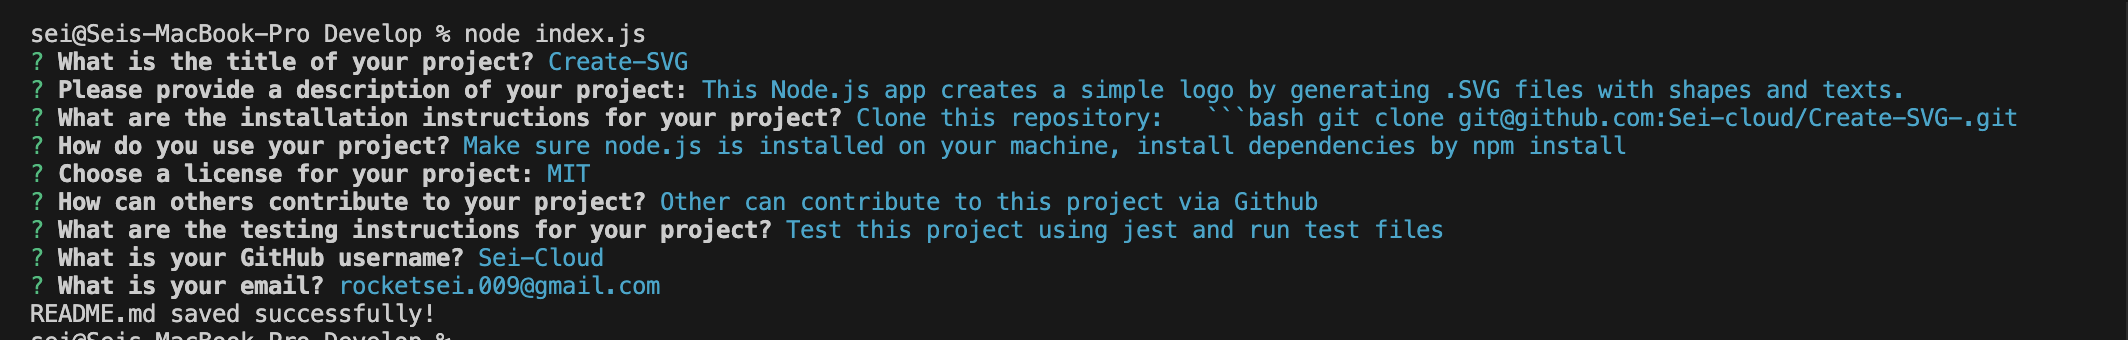 sei@Seis-MacBook-Pro Develop % node index.js
? What is the title of your project? Create-SVG
? Please provide a description of your project: This Node.js app creates a simple logo by generating .SVG files with shapes and texts.
? What are the installation instructions for your project? Clone this repository:   ```bash git clone git@github.com:Sei-cloud/Create-SVG-.git
? How do you use your project? Make sure node.js is installed on your machine, install dependencies by npm install
? Choose a license for your project: MIT
? How can others contribute to your project? Other can contribute to this project via Github
? What are the testing instructions for your project? Test this project using jest and run test files
? What is your GitHub username? Sei-Cloud
? What is your email? rocketsei.009@gmail.com
README.md saved successfully!
sei@Seis-MacBook-Pro Develop %